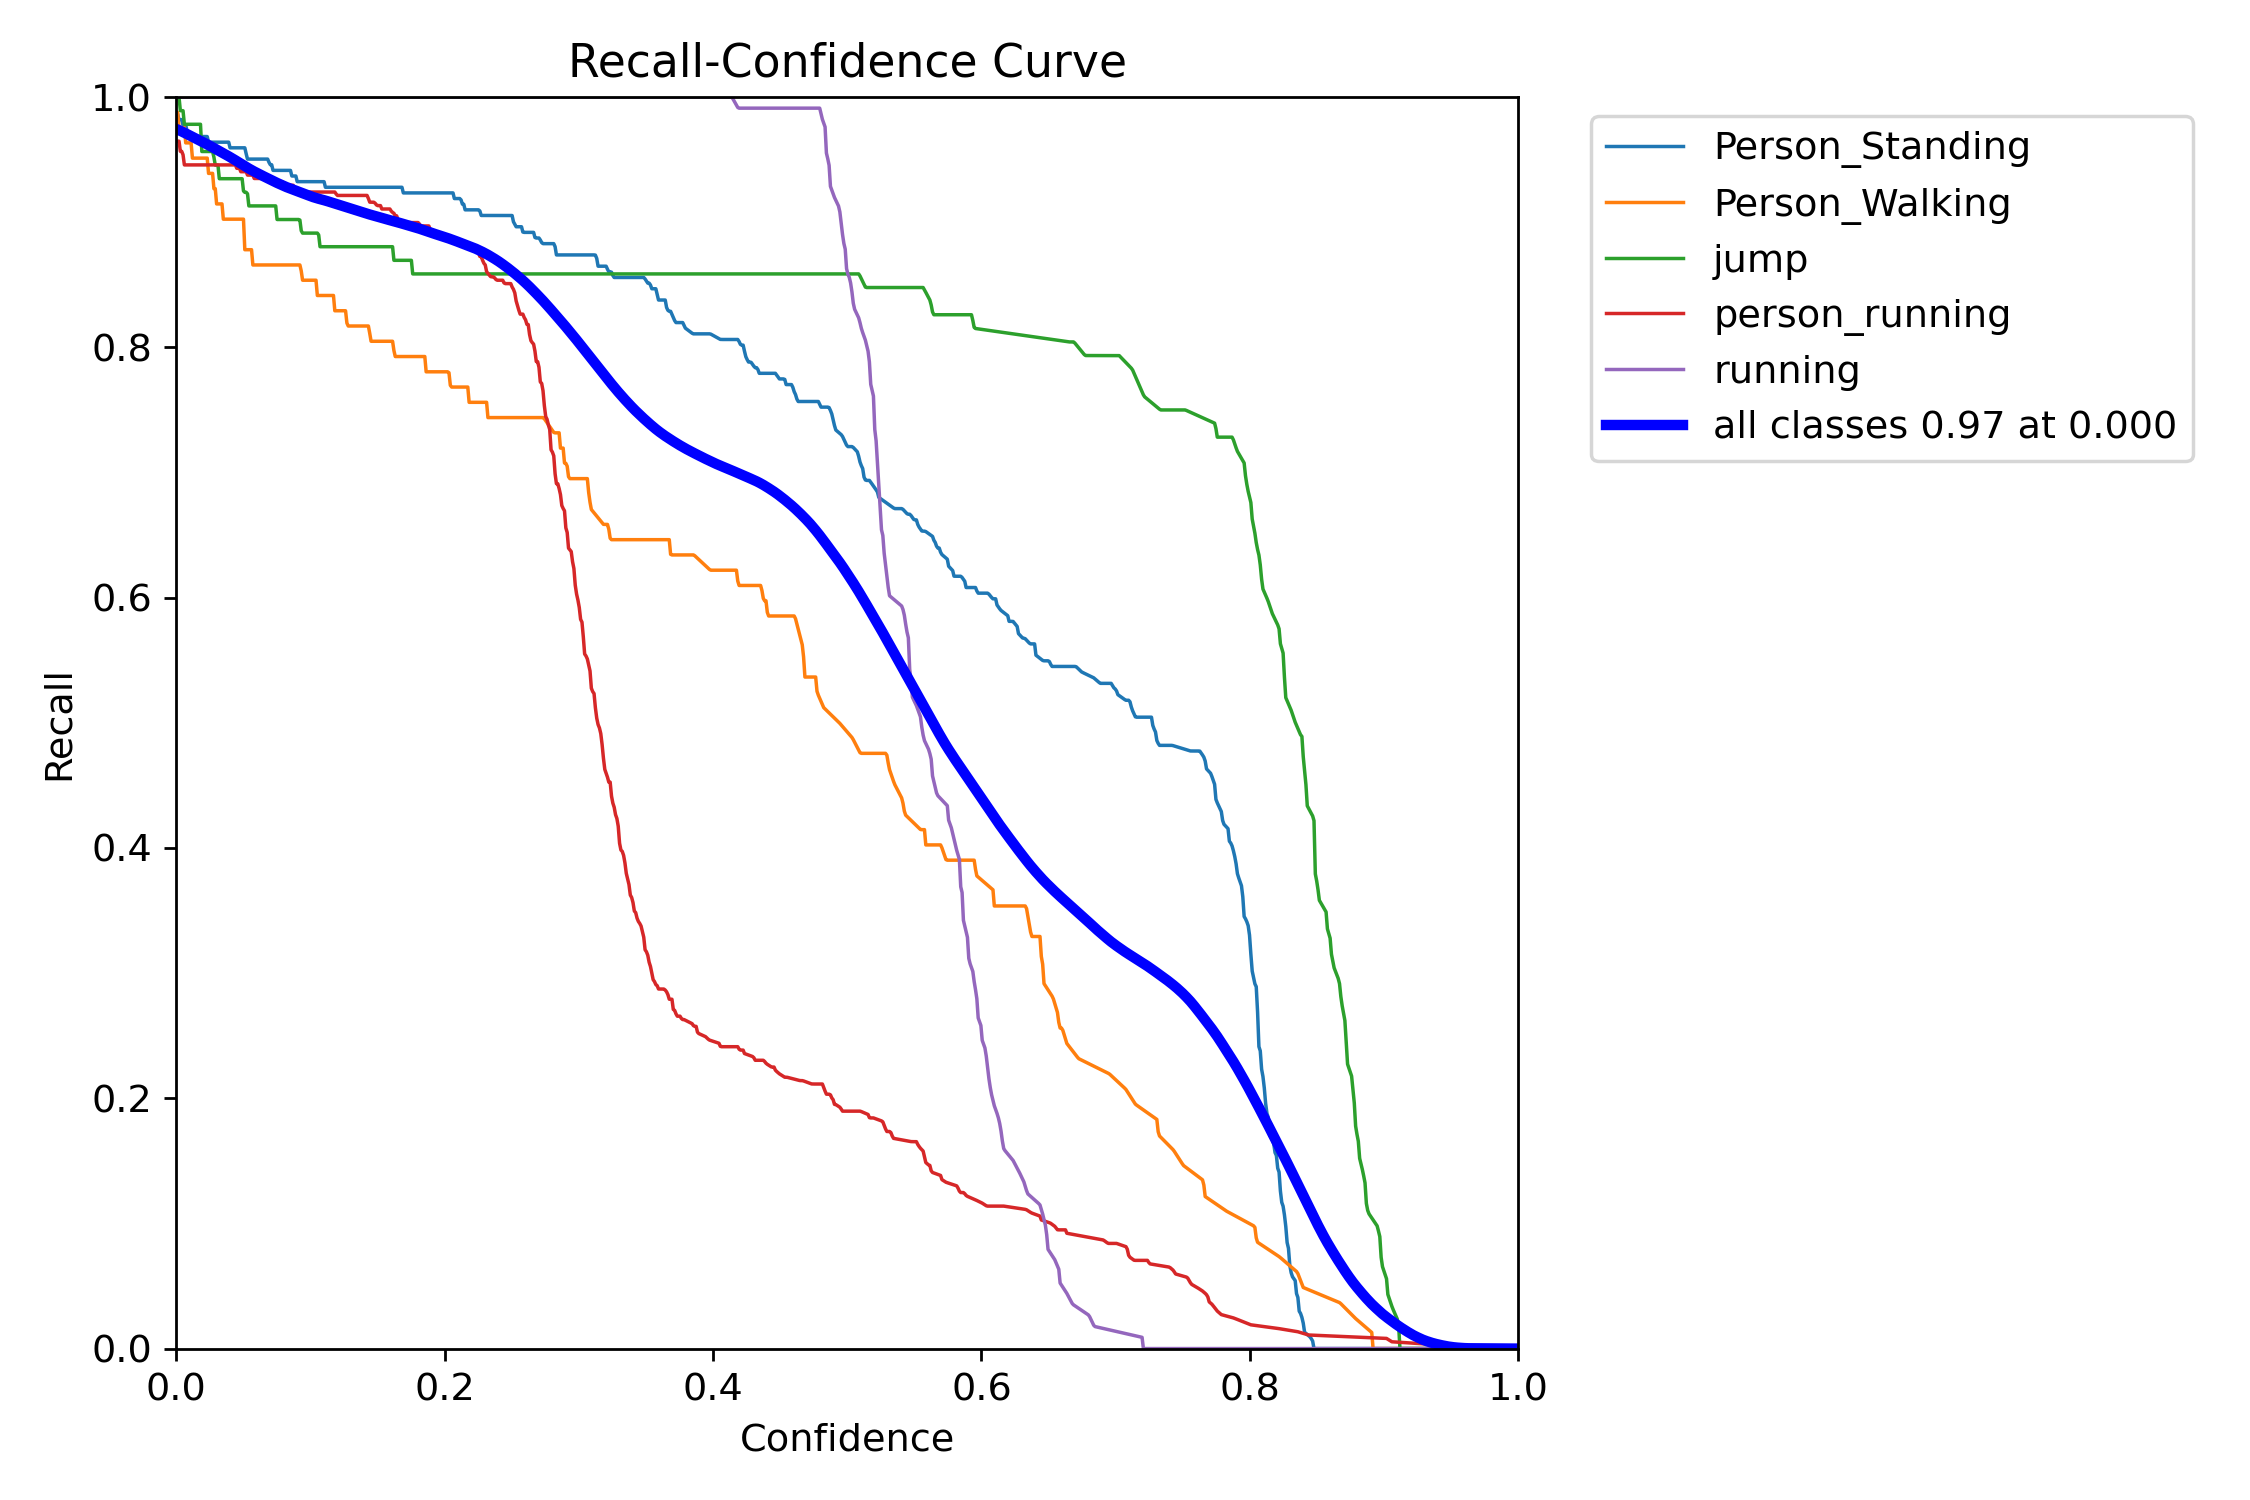 Recall-Confidence Curve
1.0
0.8
0.6
0.4
0.2
0.0
Recall
0.0 0.2 0.4 0.6 0.8 1.0
Confidence
Person_Standing
Person_Walking
jump
person_running
running
all classes 0.97 at 0.000